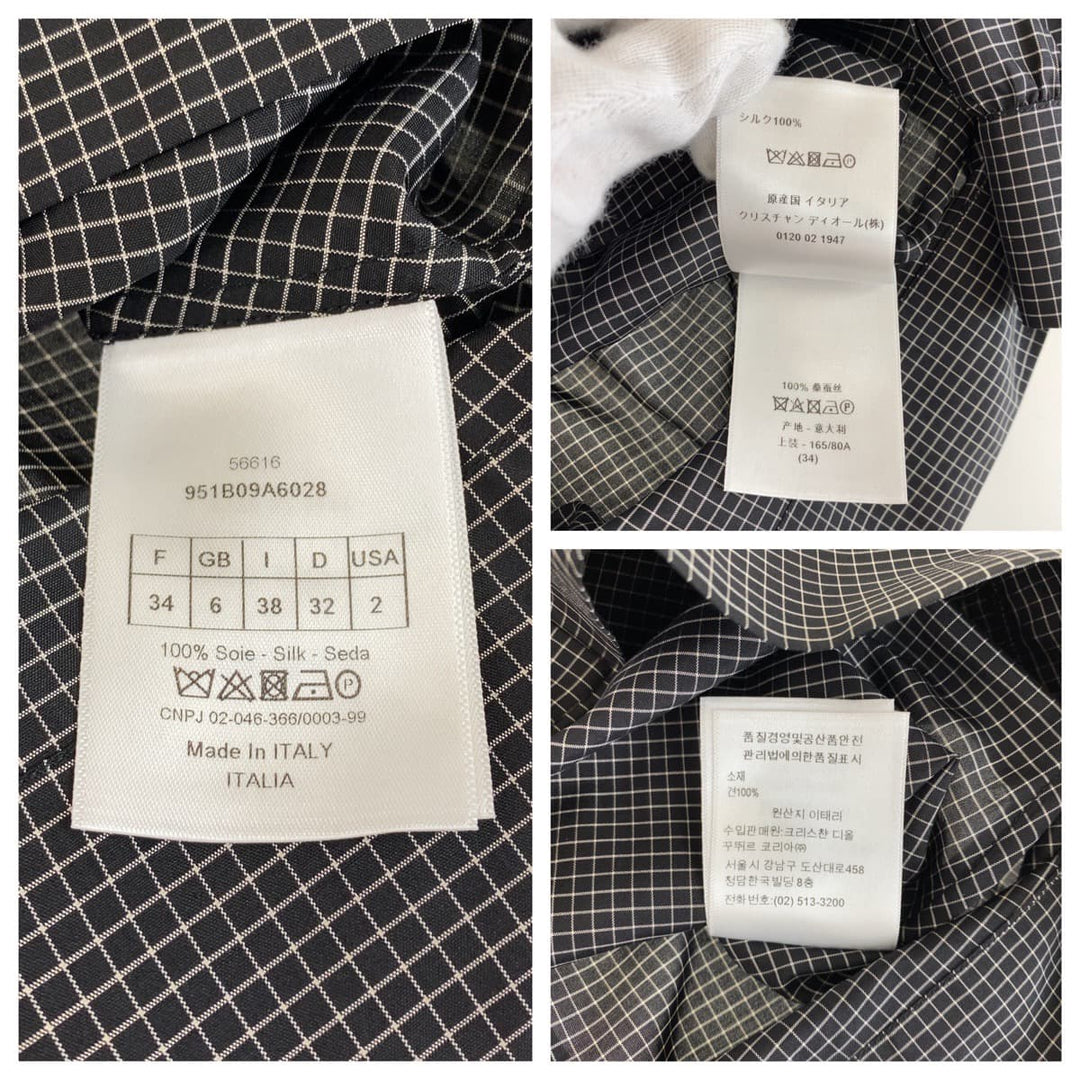 56616
951B09A6028
F GB I D USA
34 6 38 32 2
100% Soie - Silk - Seda
CNPJ 02-046-366/0003-99
Made In ITALY
ITALIA
シルク100%
原産国 イタリア
クリスチャン ディオール(株)
0120 02 1947
100% 桑蚕丝
产地 - 意大利
上装 - 165/80A
(34)
품질경영및공산품안전
관리법에의한품질표시
소재
견100%
원산지 이태리
수입판매원:크리스챤 디올
꾸뛰르 코리아㈜
서울시 강남구 도산대로458
청담한국빌딩 8층
전화번호:(02) 513-3200